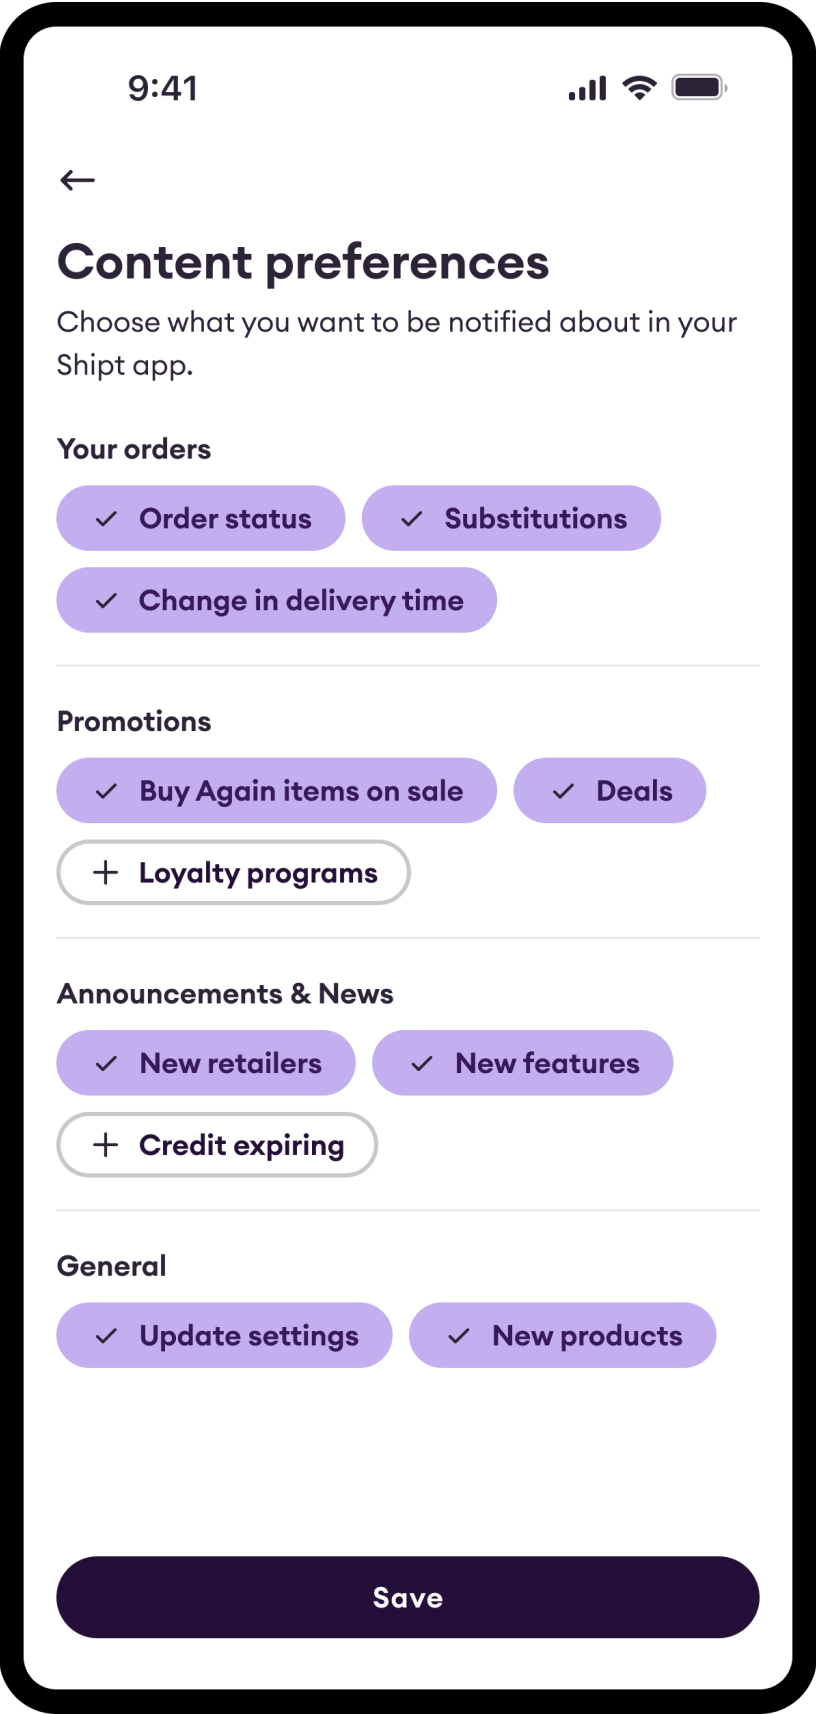 9:41
Content preferences
Choose what you want to be notified about in your
Shipt app.
Your orders
Order status
Substitutions
Change in delivery time
Promotions
Buy Again items on sale
Deals
Loyalty programs
Announcements & News
New retailers
New features
Credit expiring
General
Update settings
New products
Save